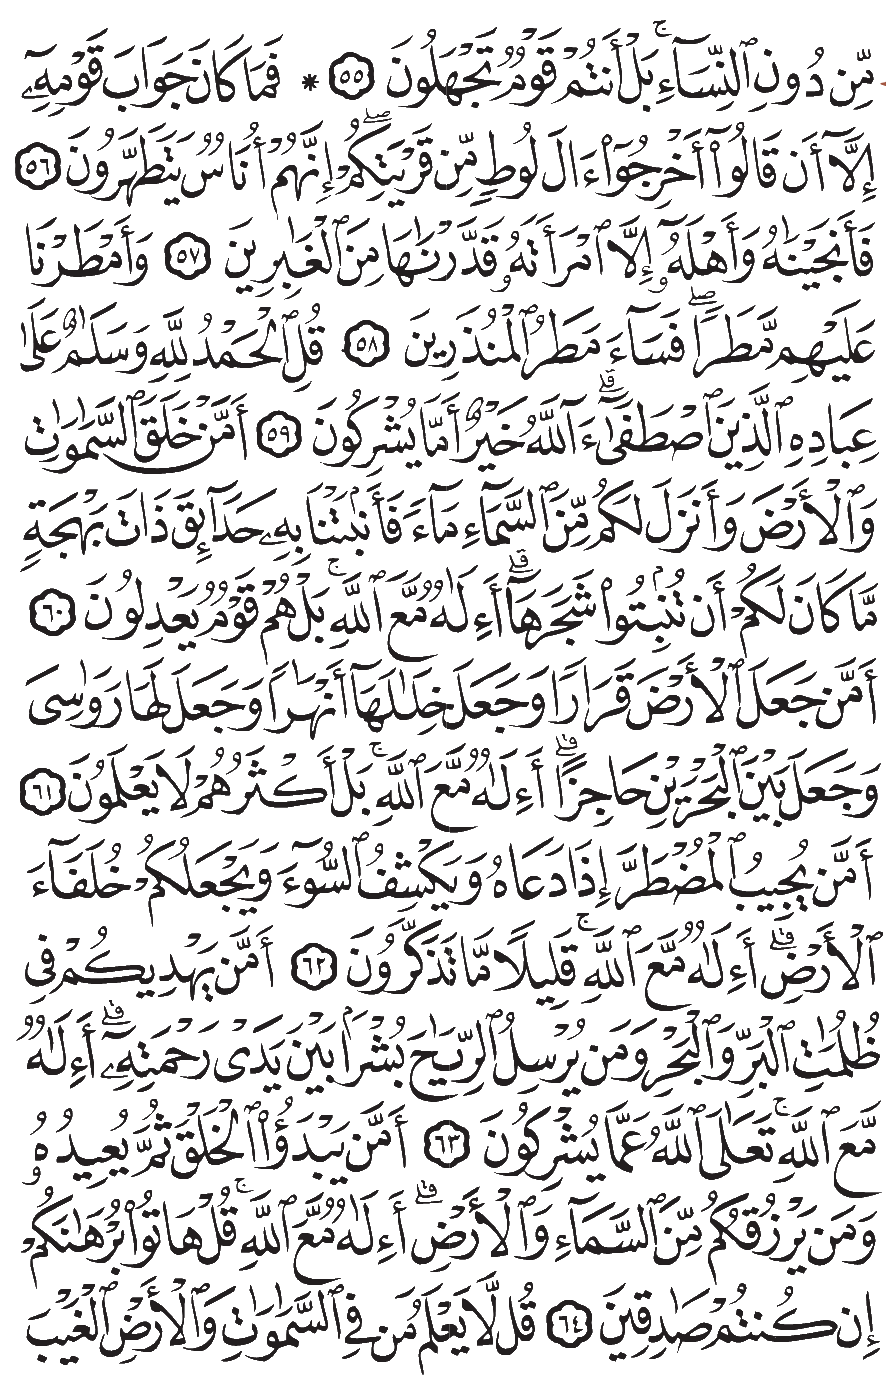 مِّن دُونِ ٱلنِّسَآءِۚ بَلْ أَنتُمْ قَوْمٌ تَجْهَلُونَ ٥٥ * فَمَا كَانَ جَوَابَ قَوْمِهِۦٓ
إِلَّآ أَن قَالُوٓا۟ أَخْرِجُوٓا۟ ءَالَ لُوطٍ مِّن قَرْيَتِكُمْۖ إِنَّهُمْ أُنَاسٌ يَتَطَهَّرُونَ ٥٦
فَأَنجَيْنَٰهُ وَأَهْلَهُۥٓ إِلَّا ٱمْرَأَتَهُۥ قَدَّرْنَٰهَا مِنَ ٱلْغَٰبِرِينَ ٥٧ وَأَمْطَرْنَا
عَلَيْهِم مَّطَرًاۖ فَسَآءَ مَطَرُ ٱلْمُنذَرِينَ ٥٨ قُلِ ٱلْحَمْدُ لِلَّهِ وَسَلَٰمٌ عَلَىٰ
عِبَادِهِ ٱلَّذِينَ ٱصْطَفَىٰٓۗ ءَآللَّهُ خَيْرٌ أَمَّا يُشْرِكُونَ ٥٩ أَمَّنْ خَلَقَ ٱلسَّمَٰوَٰتِ
وَٱلْأَرْضَ وَأَنزَلَ لَكُم مِّنَ ٱلسَّمَآءِ مَآءً فَأَنۢبَتْنَا بِهِۦ حَدَآئِقَ ذَاتَ بَهْجَةٍ
مَّا كَانَ لَكُمْ أَن تُنۢبِتُوا۟ شَجَرَهَآۗ أَءِلَٰهٌ مَّعَ ٱللَّهِۚ بَلْ هُمْ قَوْمٌ يَعْدِلُونَ ٦٠
أَمَّن جَعَلَ ٱلْأَرْضَ قَرَارًا وَجَعَلَ خِلَٰلَهَآ أَنْهَٰرًا وَجَعَلَ لَهَا رَوَٰسِىَ
وَجَعَلَ بَيْنَ ٱلْبَحْرَيْنِ حَاجِزًاۗ أَءِلَٰهٌ مَّعَ ٱللَّهِۚ بَلْ أَكْثَرُهُمْ لَا يَعْلَمُونَ ٦١
أَمَّن يُجِيبُ ٱلْمُضْطَرَّ إِذَا دَعَاهُ وَيَكْشِفُ ٱلسُّوٓءَ وَيَجْعَلُكُمْ خُلَفَآءَ
ٱلْأَرْضِۗ أَءِلَٰهٌ مَّعَ ٱللَّهِۚ قَلِيلًا مَّا تَذَكَّرُونَ ٦٢ أَمَّن يَهْدِيكُمْ فِى
ظُلُمَٰتِ ٱلْبَرِّ وَٱلْبَحْرِ وَمَن يُرْسِلُ ٱلرِّيَٰحَ بُشْرًۢا بَيْنَ يَدَىْ رَحْمَتِهِۦٓۗ أَءِلَٰهٌ
مَّعَ ٱللَّهِۚ تَعَٰلَى ٱللَّهُ عَمَّا يُشْرِكُونَ ٦٣ أَمَّن يَبْدَؤُا۟ ٱلْخَلْقَ ثُمَّ يُعِيدُهُۥ
وَمَن يَرْزُقُكُم مِّنَ ٱلسَّمَآءِ وَٱلْأَرْضِۗ أَءِلَٰهٌ مَّعَ ٱللَّهِۚ قُلْ هَاتُوا۟ بُرْهَٰنَكُمْ
إِن كُنتُمْ صَٰدِقِينَ ٦٤ قُل لَّا يَعْلَمُ مَن فِى ٱلسَّمَٰوَٰتِ وَٱلْأَرْضِ ٱلْغَيْبَ